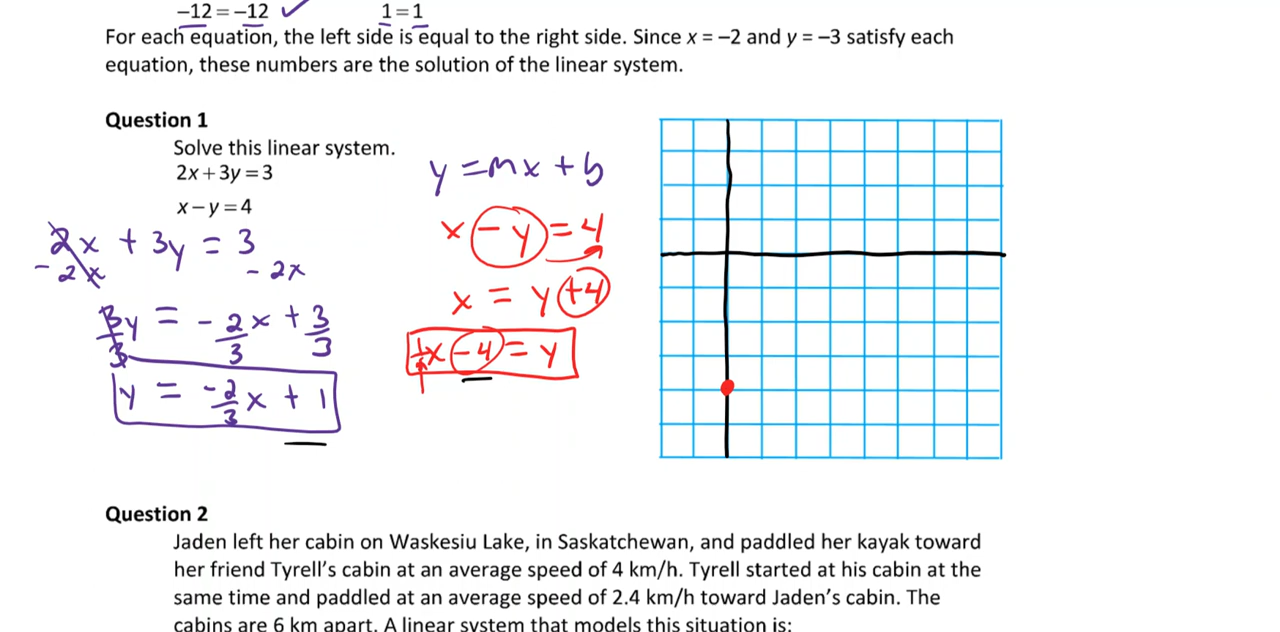 −12 = −12 ✓ 1 = 1
For each equation, the left side is equal to the right side. Since x = −2 and y = −3 satisfy each
equation, these numbers are the solution of the linear system.
Question 1
Solve this linear system.
2x + 3y = 3
x − y = 4
y = mx + b
2x + 3y = 3
-2x - 2x
3y/3 = -2/3 x + 3/3
y = -2/3 x + 1
x - y = 4
x = y + 4
1x - 4 = y
Question 2
Jaden left her cabin on Waskesiu Lake, in Saskatchewan, and paddled her kayak toward
her friend Tyrell's cabin at an average speed of 4 km/h. Tyrell started at his cabin at the
same time and paddled at an average speed of 2.4 km/h toward Jaden's cabin. The
cabins are 6 km apart. A linear system that models this situation is: